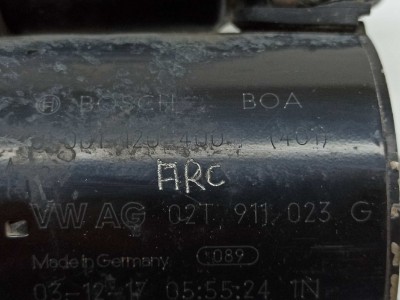 BOSCH BOA
(401)
ARC
VW AG 02T 911 023 G
Made in Germany 089
03-12-17 05:55:24 1N